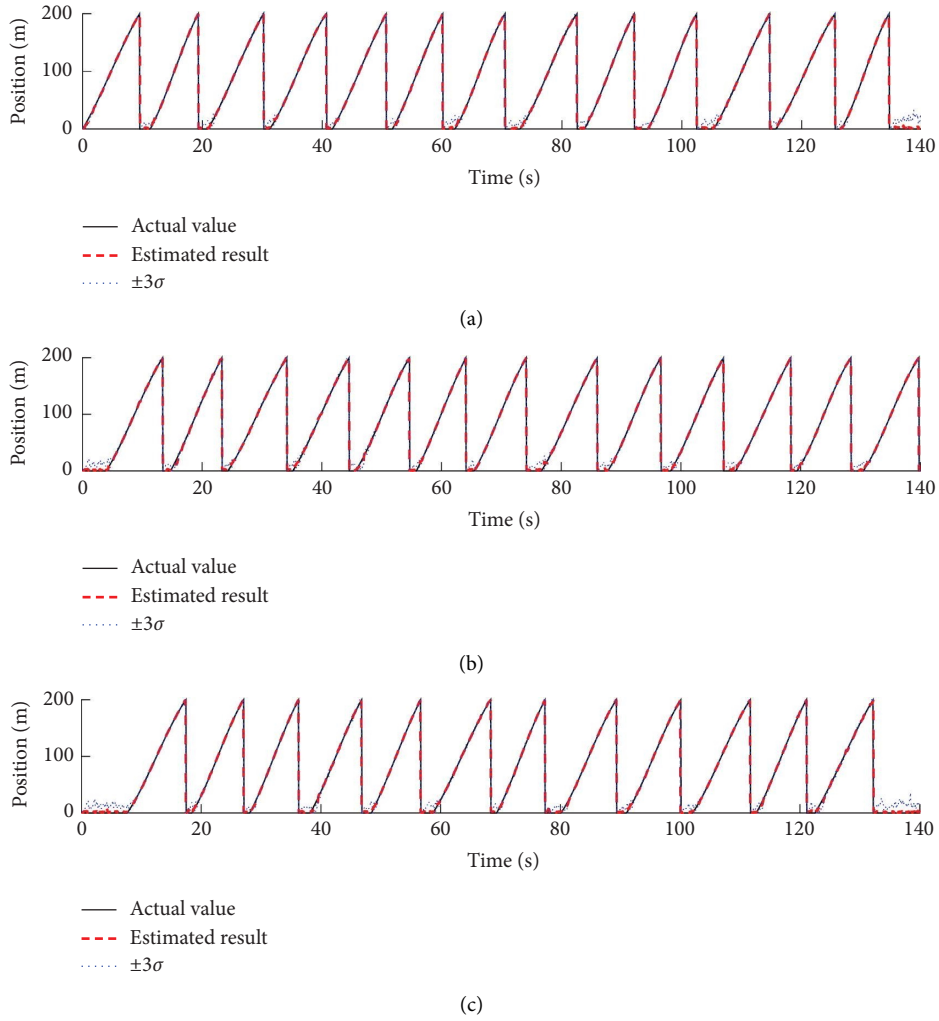 200
100
0
Position (m)
0 20 40 60 80 100 120 140
Time (s)
Actual value
Estimated result
±3σ
(a)
200
100
0
Position (m)
0 20 40 60 80 100 120 140
Time (s)
Actual value
Estimated result
±3σ
(b)
200
100
0
Position (m)
0 20 40 60 80 100 120 140
Time (s)
Actual value
Estimated result
±3σ
(c)